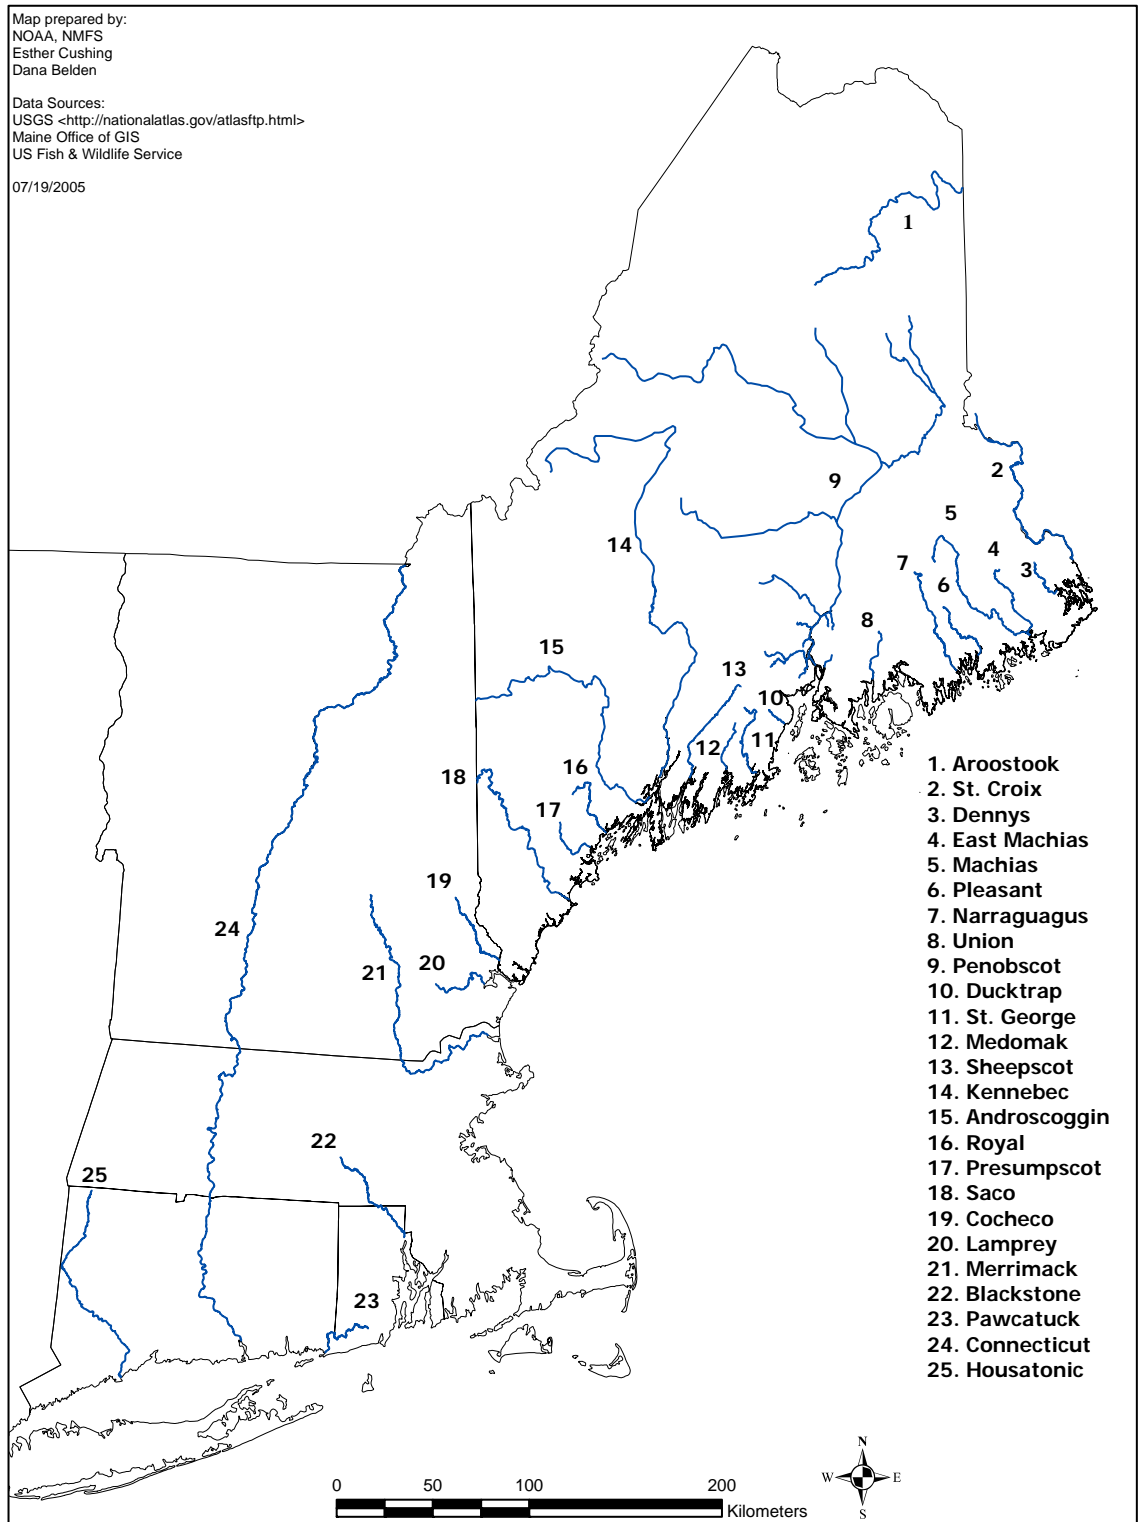 Map prepared by:
NOAA, NMFS
Esther Cushing
Dana Belden
Data Sources:
USGS <http://nationalatlas.gov/atlasftp.html>
Maine Office of GIS
US Fish & Wildlife Service
07/19/2005
1
2
9
5
14
7
4
3
6
8
15
13
10
12
11
18
16
17
19
24
20
21
22
25
23
1. Aroostook
2. St. Croix
3. Dennys
4. East Machias
5. Machias
6. Pleasant
7. Narraguagus
8. Union
9. Penobscot
10. Ducktrap
11. St. George
12. Medomak
13. Sheepscot
14. Kennebec
15. Androscoggin
16. Royal
17. Presumpscot
18. Saco
19. Cocheco
20. Lamprey
21. Merrimack
22. Blackstone
23. Pawcatuck
24. Connecticut
25. Housatonic
N
W E
S
0 50 100 200
Kilometers